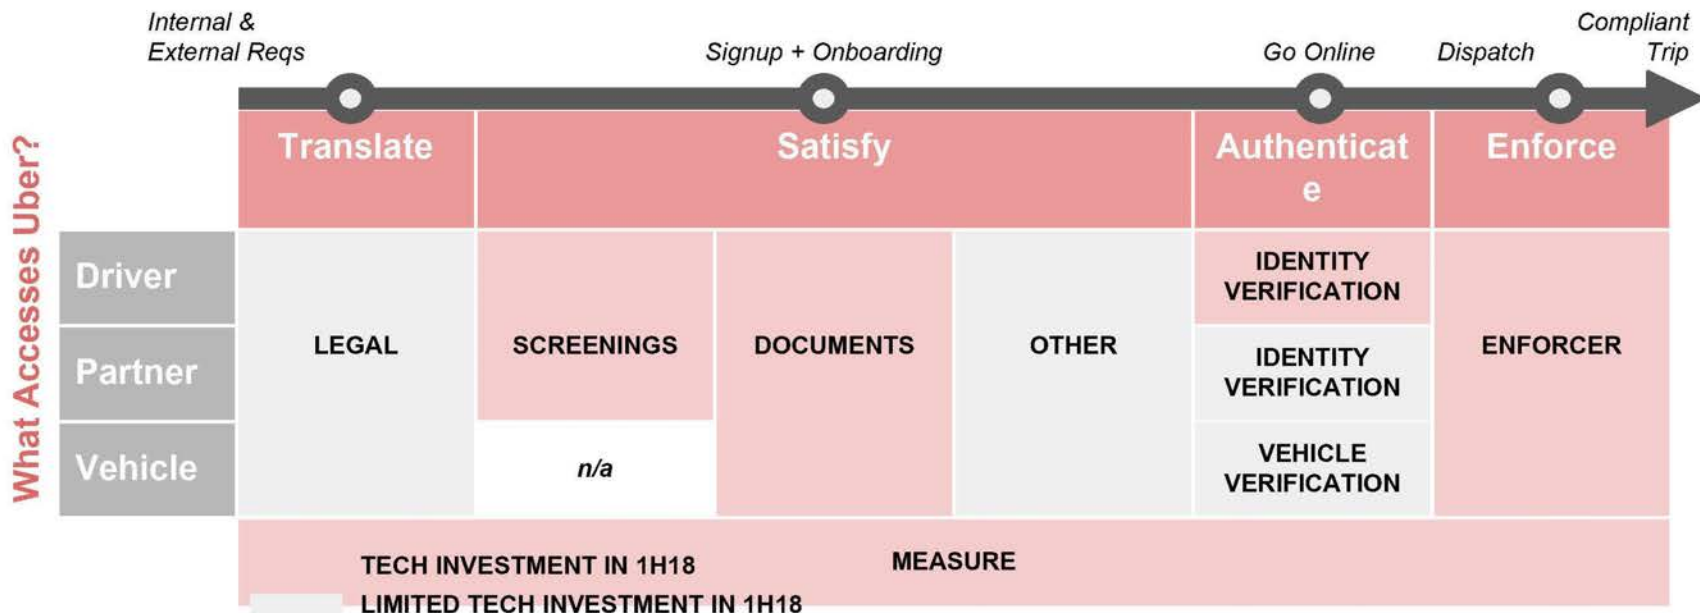 Internal &
External Reqs
Signup + Onboarding
Go Online
Dispatch
Compliant
Trip
What Accesses Uber?
Translate
Satisfy
Authenticat
e
Enforce
Driver
Partner
Vehicle
LEGAL
SCREENINGS
n/a
DOCUMENTS
OTHER
IDENTITY
VERIFICATION
IDENTITY
VERIFICATION
VEHICLE
VERIFICATION
ENFORCER
MEASURE
TECH INVESTMENT IN 1H18
LIMITED TECH INVESTMENT IN 1H18